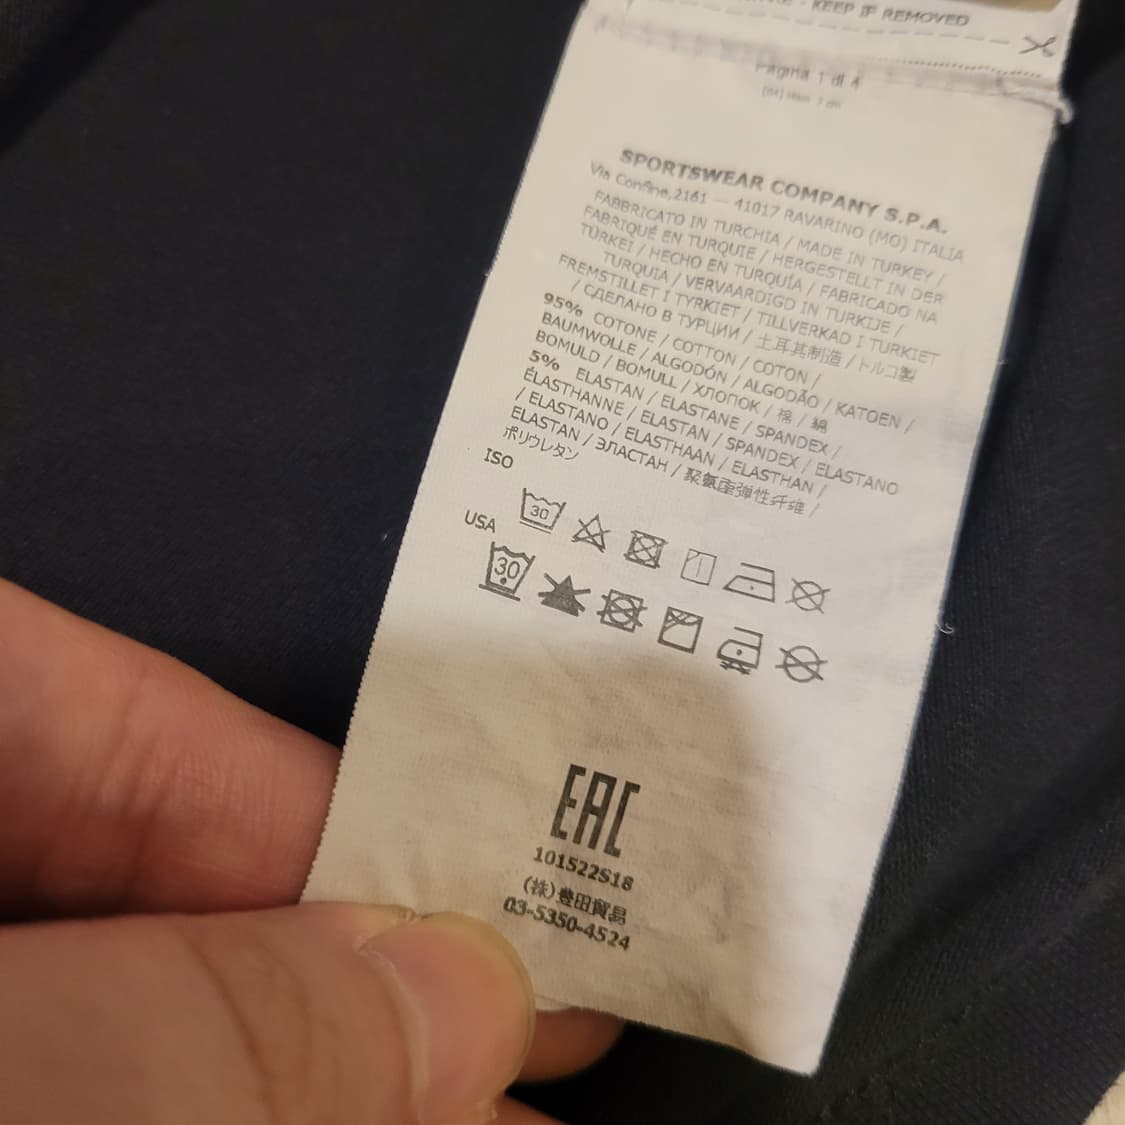 - KEEP IF REMOVED
Pagina 1 di 4
SPORTSWEAR COMPANY S.P.A.
Via Confine,2161 — 41017 RAVARINO (MO) ITALIA
FABBRICATO IN TURCHIA / MADE IN TURKEY /
FABRIQUÉ EN TURQUIE / HERGESTELLT IN DER
TÜRKEI / HECHO EN TURQUÍA / FABRICADO NA
TURQUIA / VERVAARDIGD IN TURKIJE /
FREMSTILLET I TYRKIET / TILLVERKAD I TURKIET
/ СДЕЛАНО В ТУРЦИИ / 土耳其制造 / トルコ製
95% COTONE / COTTON / COTON /
BAUMWOLLE / ALGODÓN / ALGODÃO / KATOEN /
BOMULD / BOMULL / ХЛОПОК / 棉 / 綿
5% ELASTAN / ELASTANE / SPANDEX /
ÉLASTHANNE / ELASTAN / SPANDEX / ELASTANO
/ ELASTANO / ELASTHAAN / ELASTHAN /
ELASTAN / ЭЛАСТАН / 聚氨酯弹性纤维 /
ポリウレタン
ISO
30
USA
30
EAC
101522S18
(株)豊田貿易
03-5350-4524